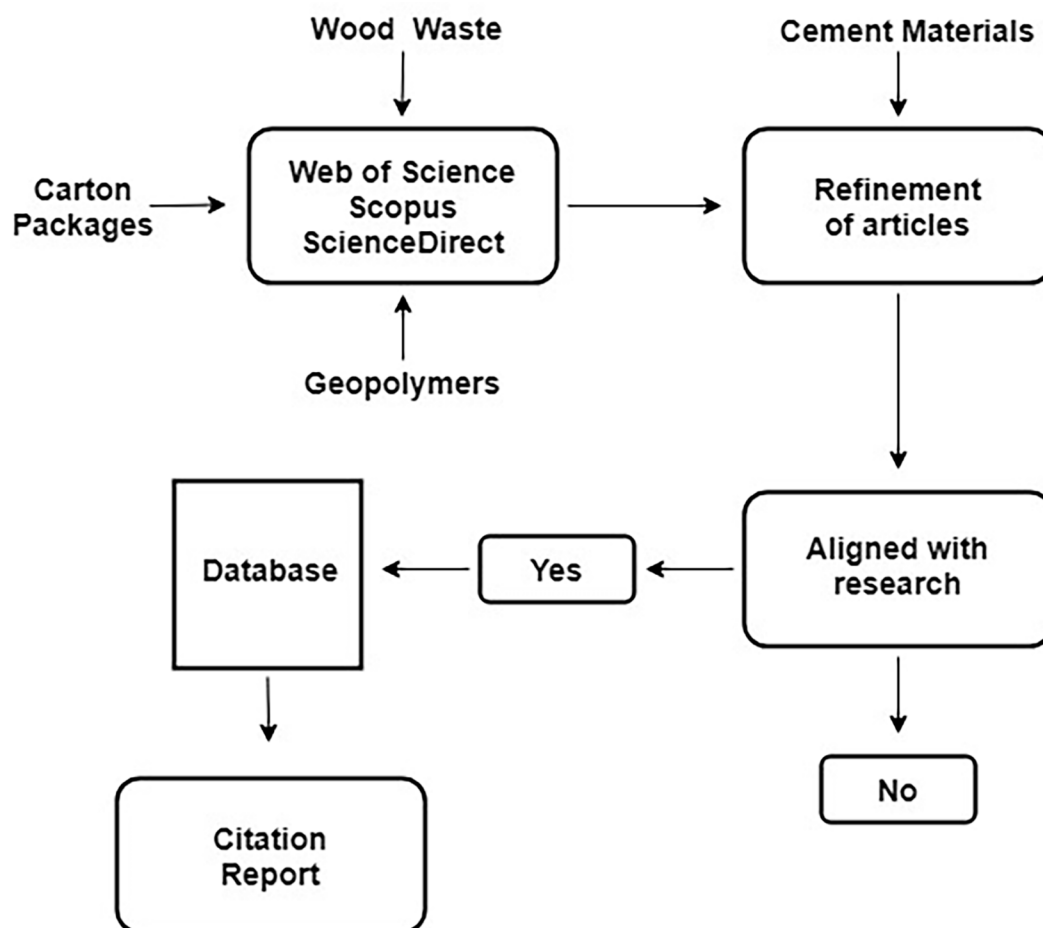 Wood Waste
Cement Materials
Carton
Packages
Web of Science
Scopus
ScienceDirect
Refinement
of articles
Geopolymers
Database
Yes
Aligned with
research
No
Citation
Report